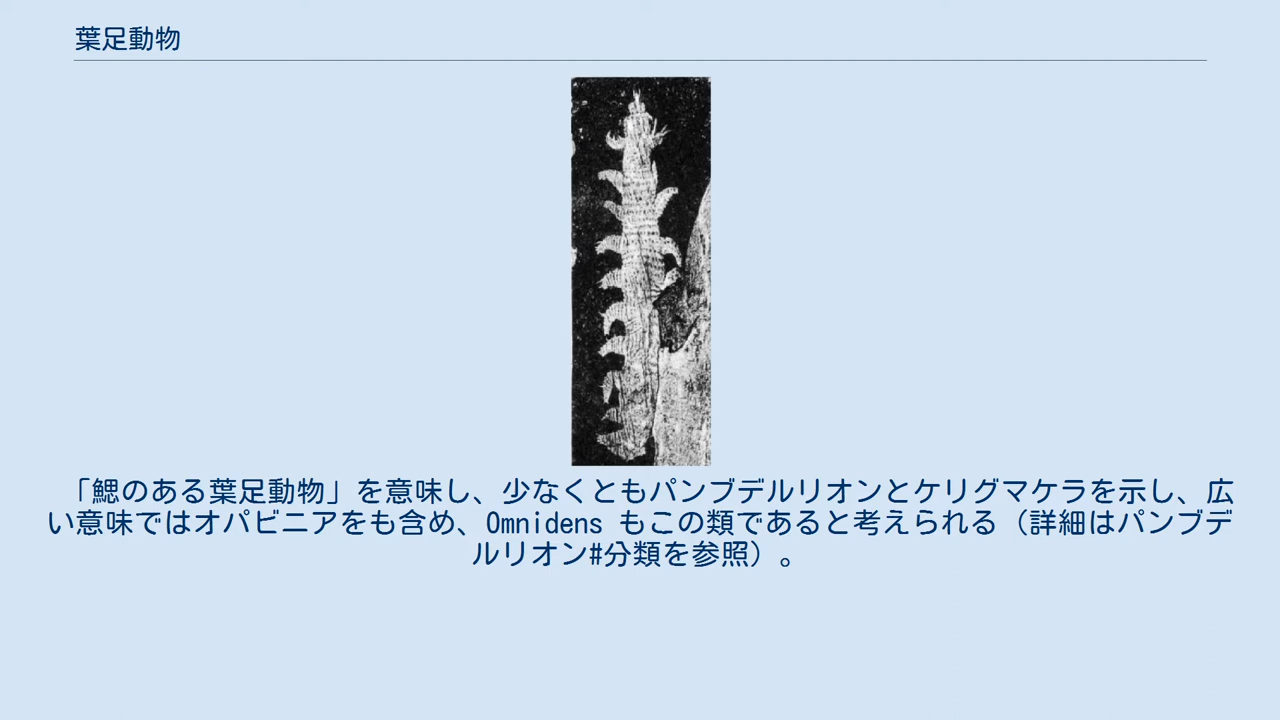 葉足動物
「鰓のある葉足動物」を意味し、少なくともパンブデルリオンとケリグマケラを示し、広
い意味ではオパビニアをも含め、Omnidens もこの類であると考えられる（詳細はパンブデ
ルリオン#分類を参照）。